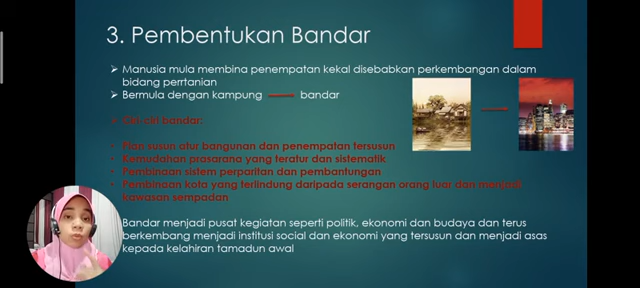 3. Pembentukan Bandar
Manusia mula membina penempatan kekal disebabkan perkembangan dalam
bidang perrtanian
Bermula dengan kampung bandar
Ciri-ciri bandar:
Plan susun atur bangunan dan penempatan tersusun
Kemudahan prasarana yang teratur dan sistematik
Pembinaan sistem perparitan dan pembantungan
Pembinaan kota yang terlindung daripada serangan orang luar dan menjadi
kawasan sempadan
Bandar menjadi pusat kegiatan seperti politik, ekonomi dan budaya dan terus
berkembang menjadi institusi social dan ekonomi yang tersusun dan menjadi asas
kepada kelahiran tamadun awal